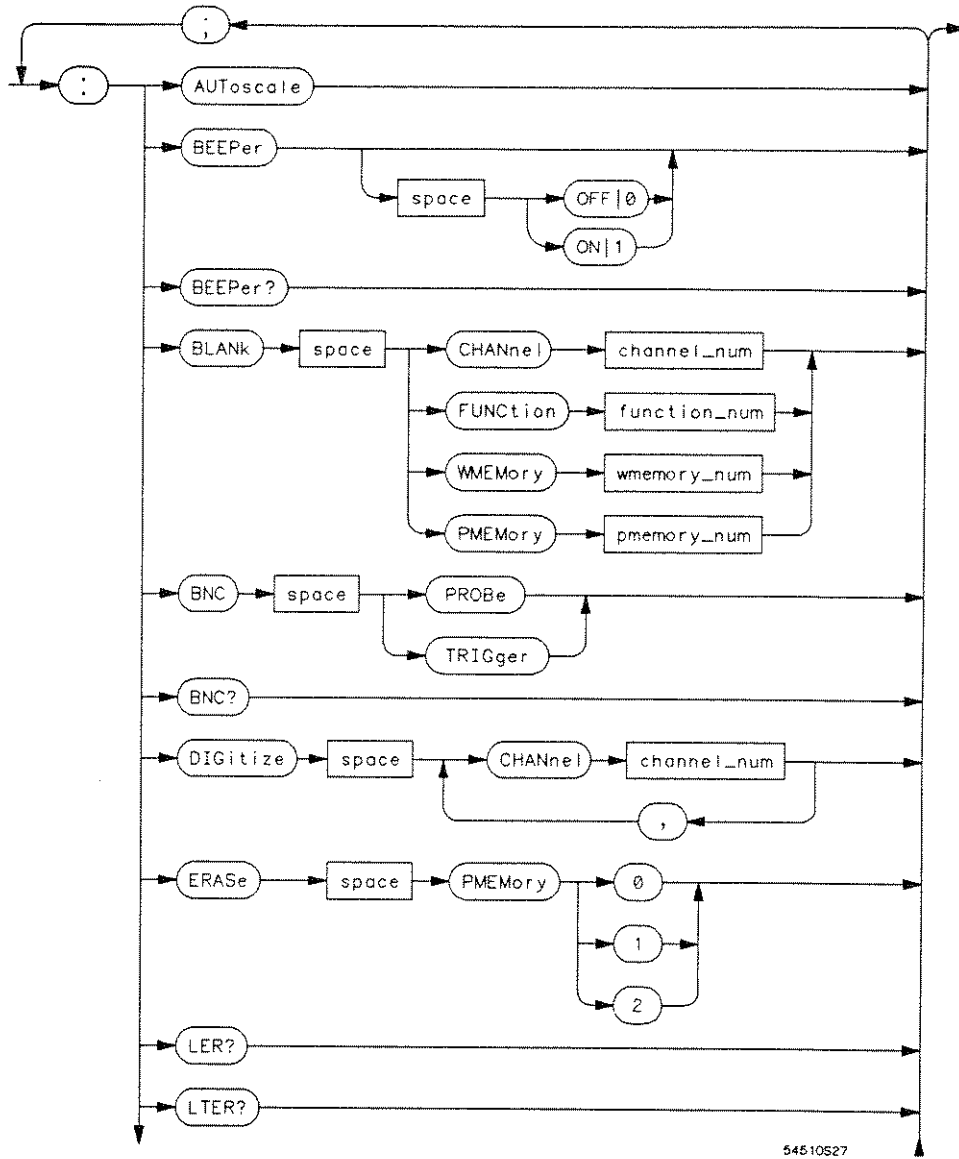 ;
:
AUToscale
BEEPer
space
OFF|0
ON|1
BEEPer?
BLANk space CHANnel channel_num
FUNCtion function_num
WMEMory wmemory_num
PMEMory pmemory_num
BNC space PROBe
TRIGger
BNC?
DIGitize space CHANnel channel_num
,
ERASe space PMEMory 0
1
2
LER?
LTER?
54510S27